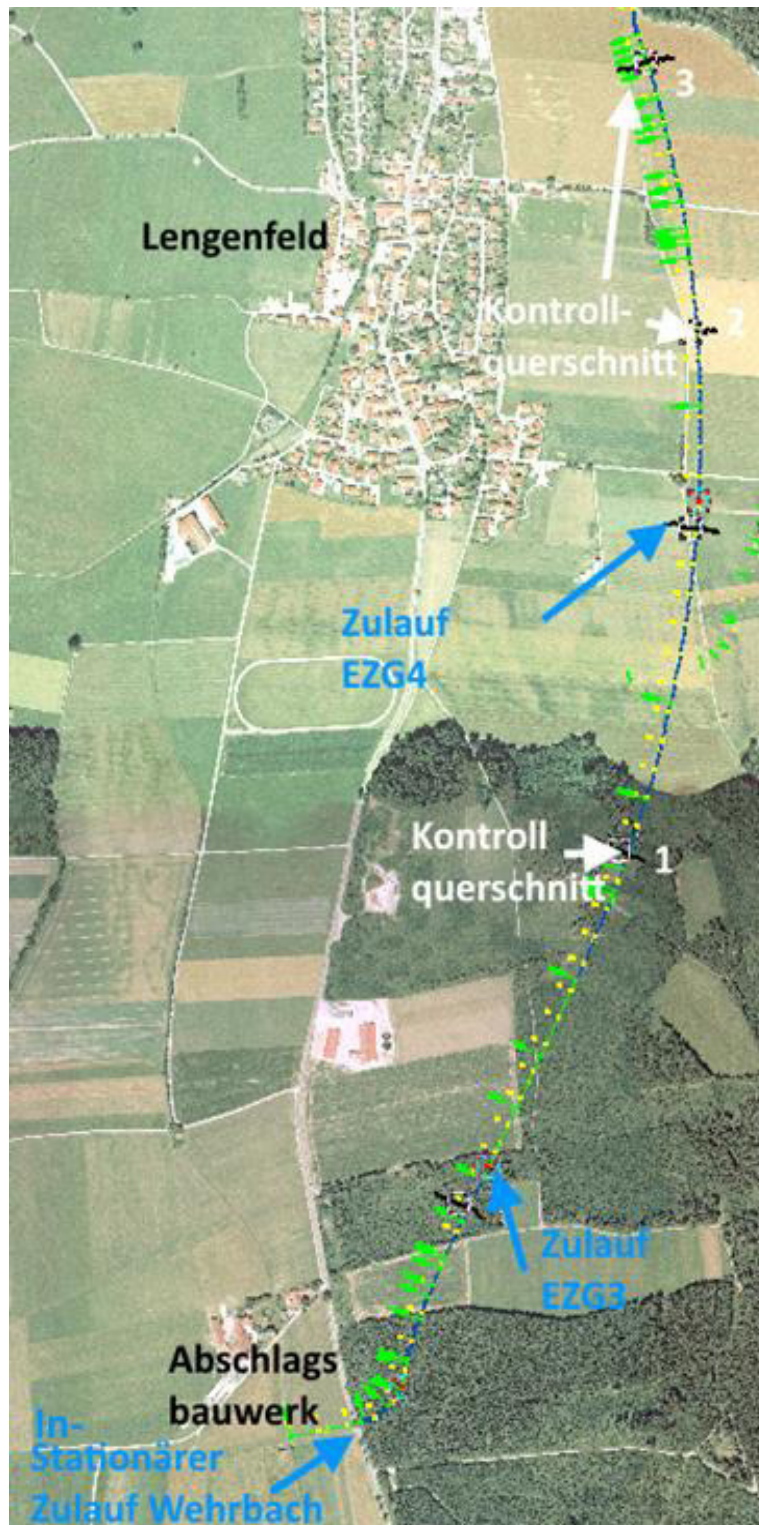 3
Lengenfeld
Kontroll-
querschnitt
2
Zulauf
EZG4
Kontroll
querschnitt
1
Zulauf
EZG3
Abschlags
bauwerk
In-
Stationärer
Zulauf Wehrbach